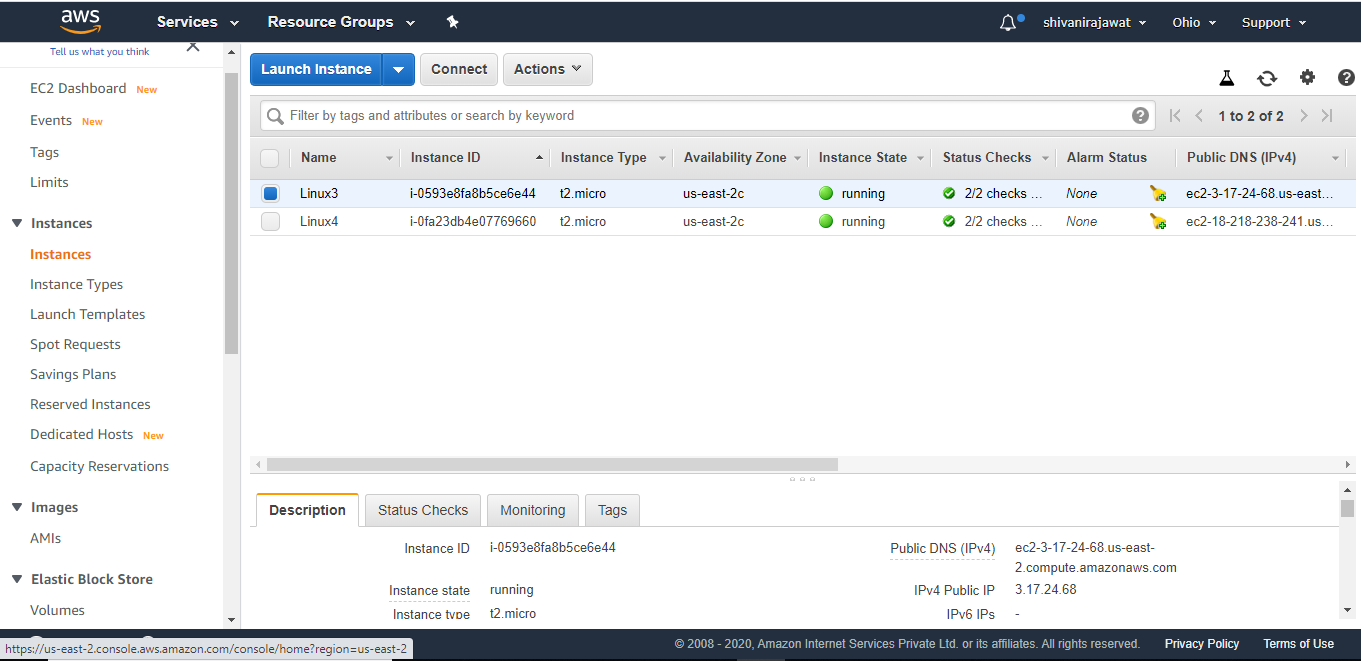 aws Services Resource Groups shivanirajawat Ohio Support
Tell us what you think
EC2 Dashboard New
Events New
Tags
Limits
Instances
Instances
Instance Types
Launch Templates
Spot Requests
Savings Plans
Reserved Instances
Dedicated Hosts New
Capacity Reservations
Images
AMIs
Elastic Block Store
Volumes
Launch Instance Connect Actions
Filter by tags and attributes or search by keyword 1 to 2 of 2
Name Instance ID Instance Type Availability Zone Instance State Status Checks Alarm Status Public DNS (IPv4)
Linux3 i-0593e8fa8b5ce6e44 t2.micro us-east-2c running 2/2 checks ... None ec2-3-17-24-68.us-east...
Linux4 i-0fa23db4e07769660 t2.micro us-east-2c running 2/2 checks ... None ec2-18-218-238-241.us...
Description Status Checks Monitoring Tags
Instance ID i-0593e8fa8b5ce6e44 Public DNS (IPv4) ec2-3-17-24-68.us-east-
2.compute.amazonaws.com
Instance state running IPv4 Public IP 3.17.24.68
Instance type t2.micro IPv6 IPs -
https://us-east-2.console.aws.amazon.com/console/home?region=us-east-2
© 2008 - 2020, Amazon Internet Services Private Ltd. or its affiliates. All rights reserved. Privacy Policy Terms of Use